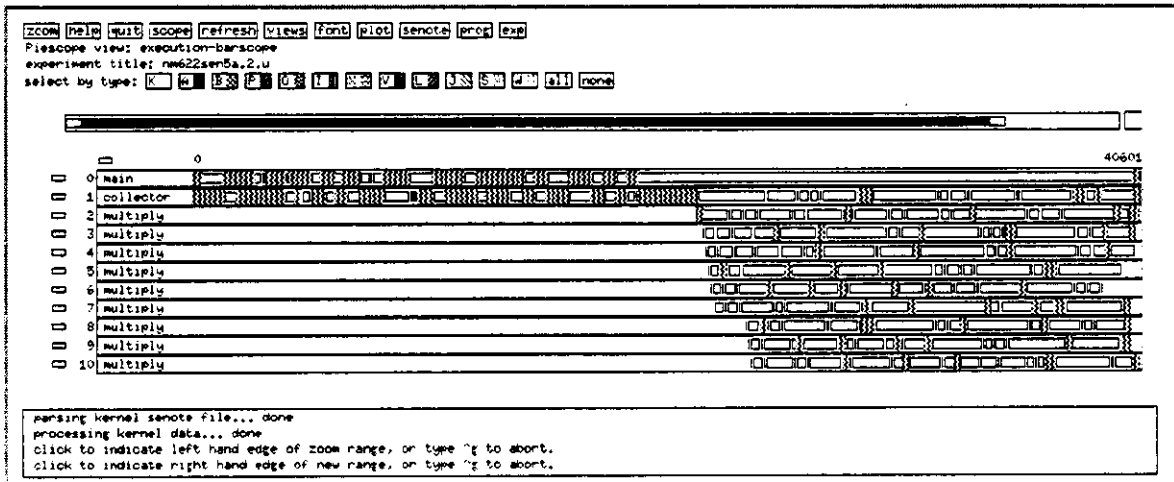 zoom help quit scope refresh views font plot senote prog exp
Piescope view: execution-barscope
experiment title: nm622sen5a.2.u
select by type: K A B P O I X V L J S W all none
0 40601
0 main
1 collector
2 multiply
3 multiply
4 multiply
5 multiply
6 multiply
7 multiply
8 multiply
9 multiply
10 multiply
parsing kernel senote file... done
processing kernel data... done
click to indicate left hand edge of zoom range, or type ^g to abort.
click to indicate right hand edge of new range, or type ^g to abort.